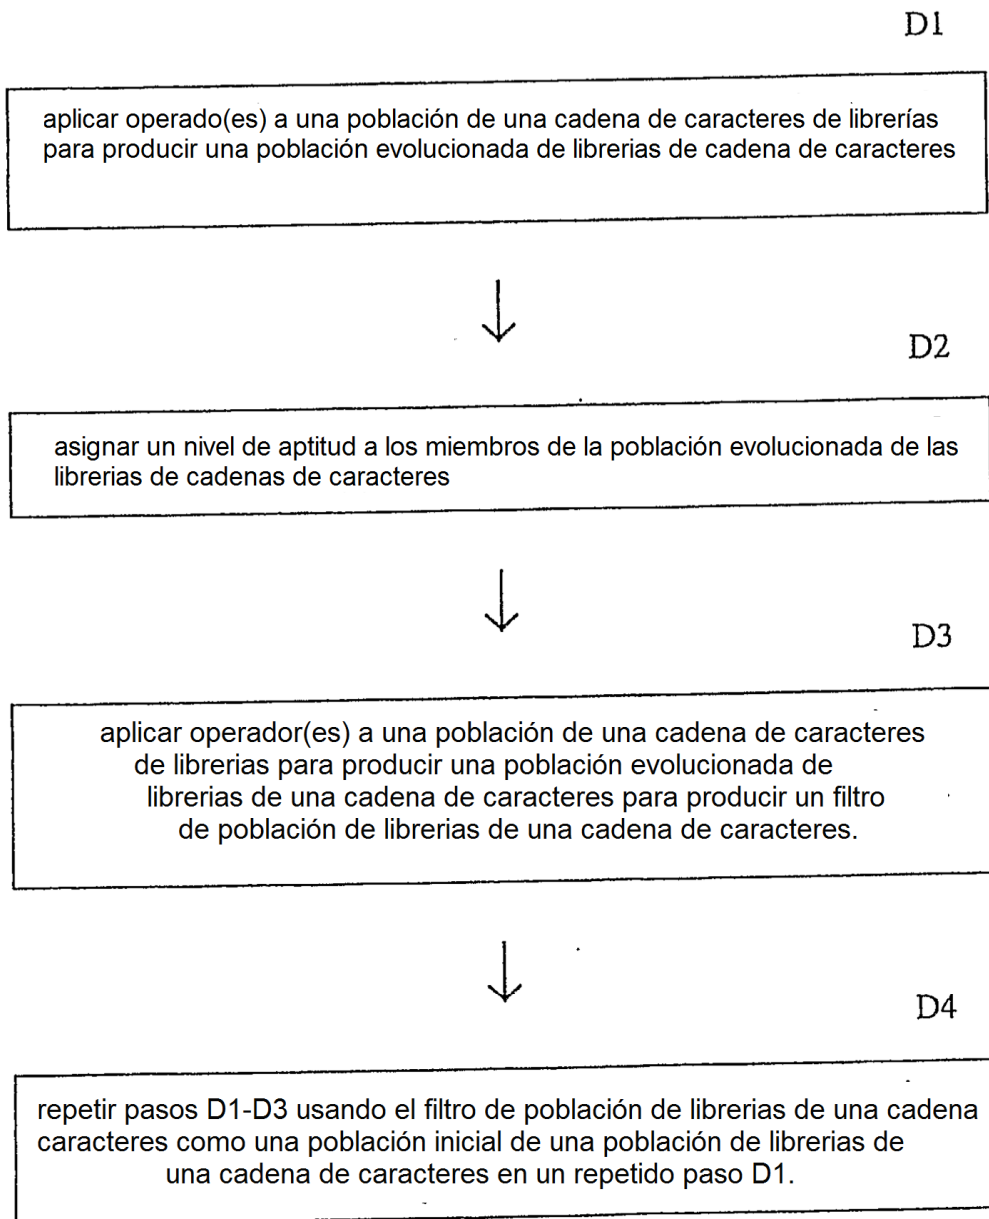 D1
aplicar operado(es) a una población de una cadena de caracteres de librerías
para producir una población evolucionada de librerias de cadena de caracteres
D2
asignar un nivel de aptitud a los miembros de la población evolucionada de las
librerias de cadenas de caracteres
D3
aplicar operador(es) a una población de una cadena de caracteres
de librerias para producir una población evolucionada de
librerias de una cadena de caracteres para producir un filtro
de población de librerias de una cadena de caracteres.
D4
repetir pasos D1-D3 usando el filtro de población de librerias de una cadena
caracteres como una población inicial de una población de librerias de
una cadena de caracteres en un repetido paso D1.